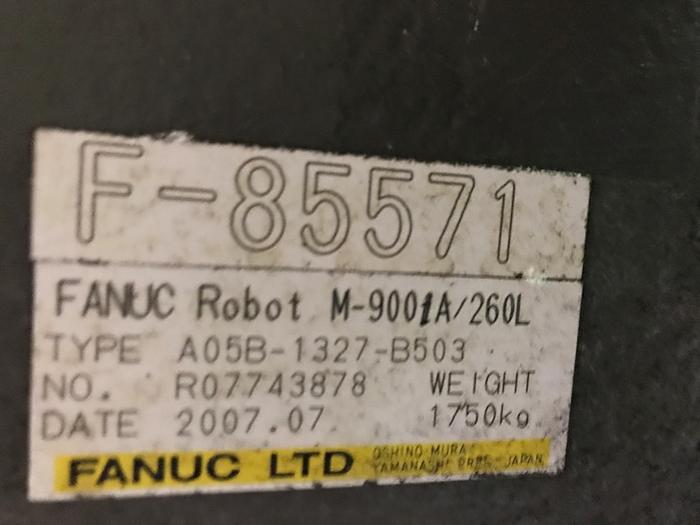 F-85571
FANUC Robot M-900iA/260L
TYPE A05B-1327-B503
NO. R07743878 WEIGHT
DATE 2007.07 1750kg
FANUC LTD OSHINO-MURA
YAMANASHI PREF. JAPAN